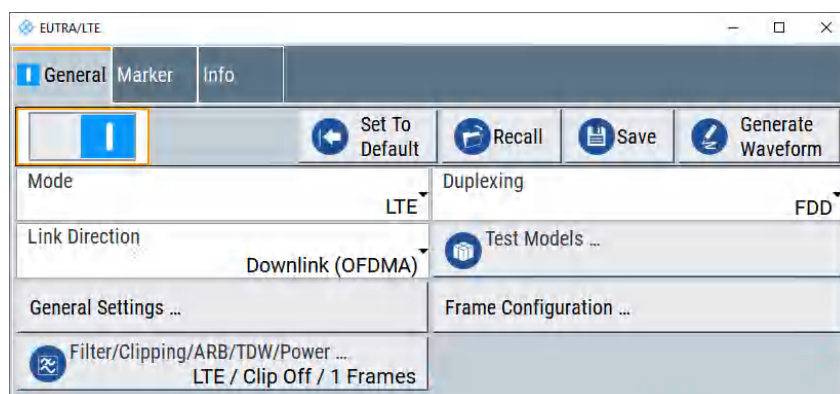 EUTRA/LTE
General Marker Info
Set To
Default
Recall
Save
Generate
Waveform
Mode
LTE
Duplexing
FDD
Link Direction
Downlink (OFDMA)
Test Models ...
General Settings ...
Frame Configuration ...
Filter/Clipping/ARB/TDW/Power ...
LTE / Clip Off / 1 Frames